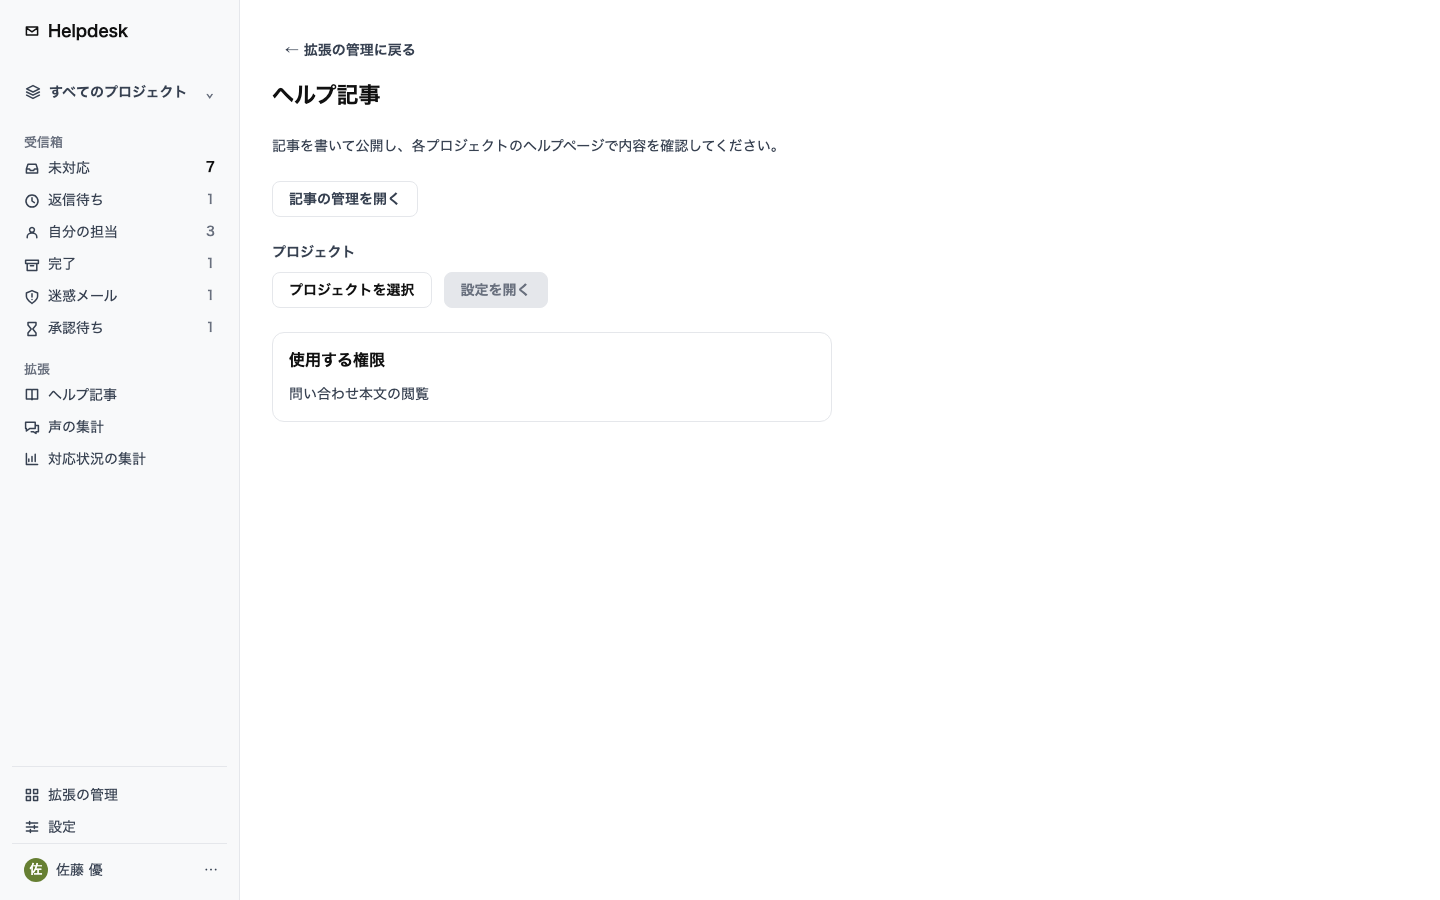 Helpdesk
すべてのプロジェクト
受信箱
未対応 7
返信待ち 1
自分の担当 3
完了 1
迷惑メール 1
承認待ち 1
拡張
ヘルプ記事
声の集計
対応状況の集計
拡張の管理
設定
佐 佐藤 優 …
← 拡張の管理に戻る
ヘルプ記事
記事を書いて公開し、各プロジェクトのヘルプページで内容を確認してください。
記事の管理を開く
プロジェクト
プロジェクトを選択 設定を開く
使用する権限
問い合わせ本文の閲覧